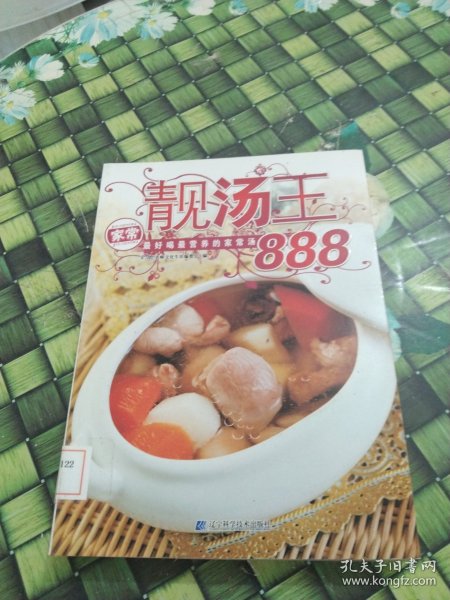 靓汤王
家常
最好喝最营养的家常汤
888
122
辽宁科学技术出版社
孔夫子旧书网
www.kongfz.com